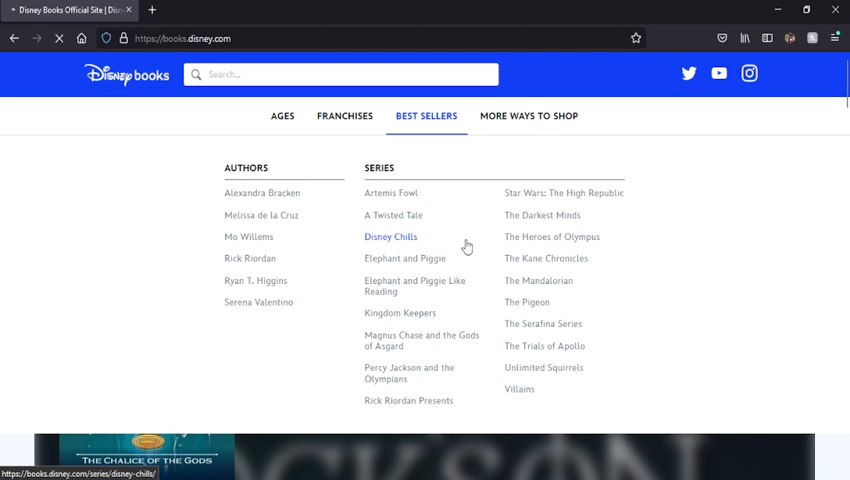 Disney Books Official Site | Disn
https://books.disney.com
Disney books
Search...
AGES FRANCHISES BEST SELLERS MORE WAYS TO SHOP
AUTHORS
Alexandra Bracken
Melissa de la Cruz
Mo Willems
Rick Riordan
Ryan T. Higgins
Serena Valentino
SERIES
Artemis Fowl
A Twisted Tale
Disney Chills
Elephant and Piggie
Elephant and Piggie Like
Reading
Kingdom Keepers
Magnus Chase and the Gods
of Asgard
Percy Jackson and the
Olympians
Rick Riordan Presents
Star Wars: The High Republic
The Darkest Minds
The Heroes of Olympus
The Kane Chronicles
The Mandalorian
The Pigeon
The Serafina Series
The Trials of Apollo
Unlimited Squirrels
Villains
THE CHALICE OF THE GODS
https://books.disney.com/series/disney-chills/